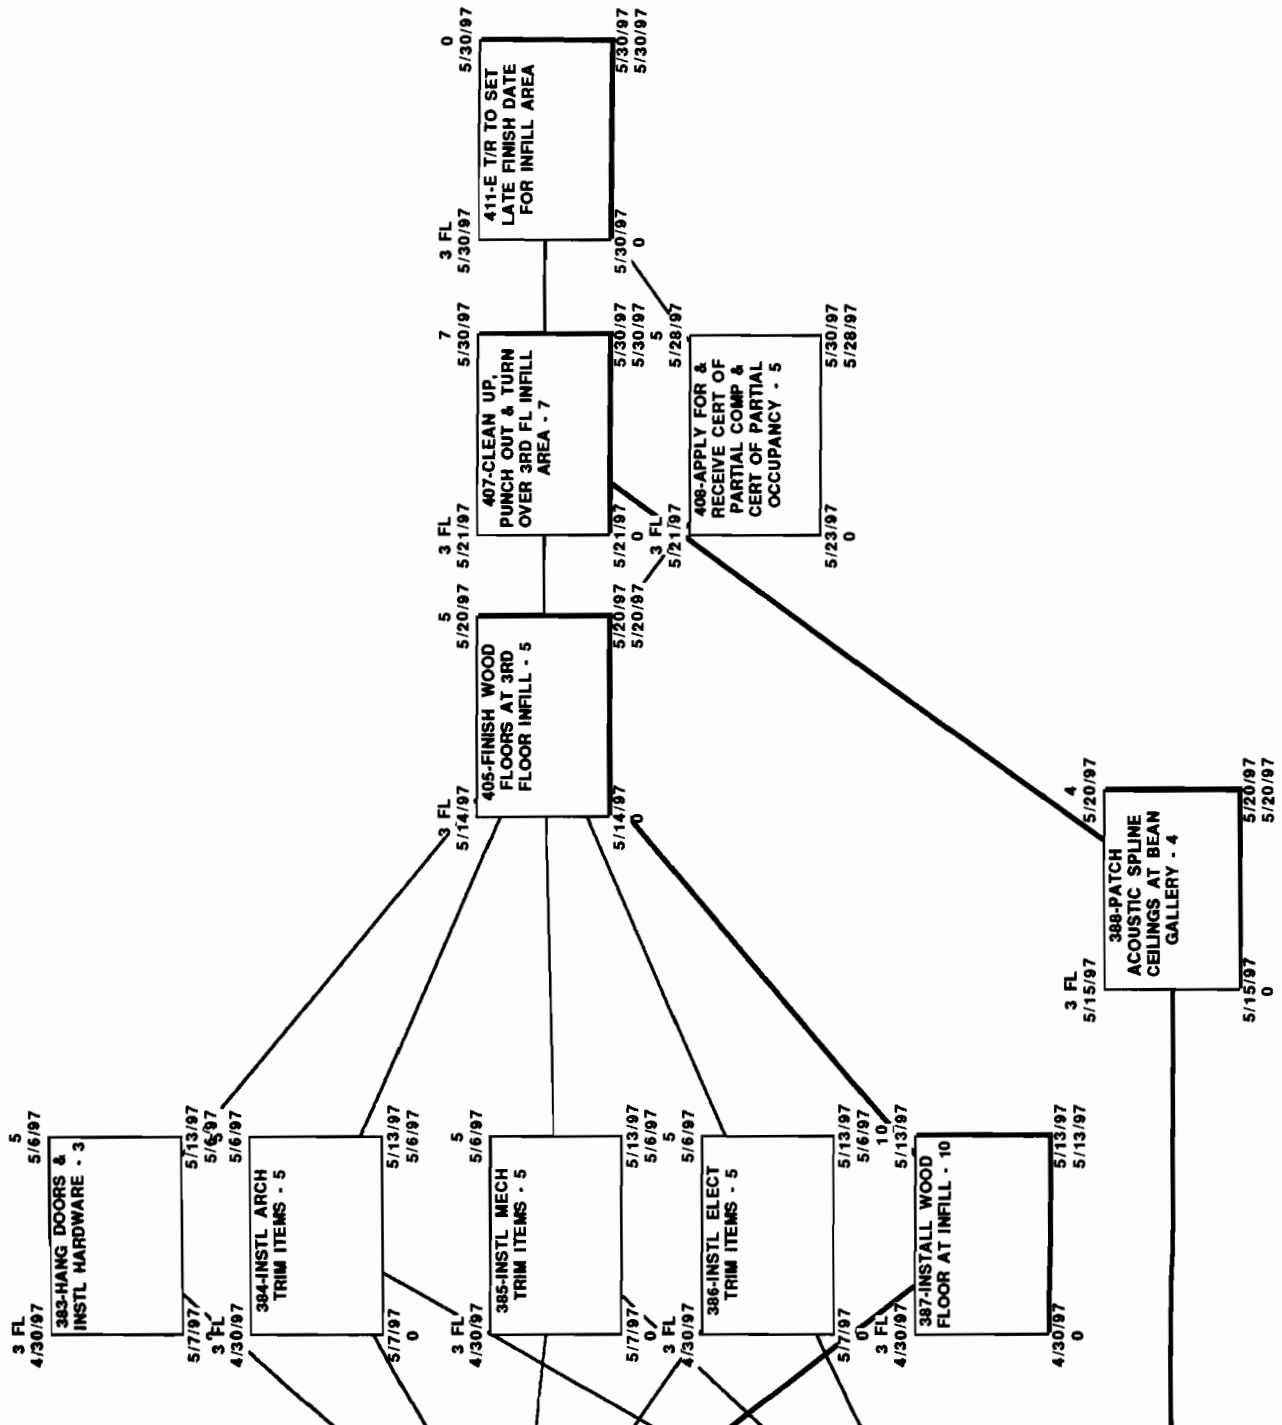 3 FL 5
4/30/97 5/6/97
383-HANG DOORS &
INSTL HARDWARE - 3
5/7/97 5/13/97
5/6/97
3 FL 5
4/30/97 5/6/97
384-INSTL ARCH
TRIM ITEMS - 5
5/7/97 5/13/97
0 5/6/97
3 FL 5
4/30/97 5/6/97
385-INSTL MECH
TRIM ITEMS - 5
5/7/97 5/13/97
0 5/6/97
3 FL 5
4/30/97 5/6/97
386-INSTL ELECT
TRIM ITEMS - 5
5/7/97 5/13/97
0 5/6/97
3 FL 10
4/30/97 5/13/97
387-INSTALL WOOD
FLOOR AT INFILL - 10
4/30/97 5/13/97
0 5/13/97
3 FL 4
5/15/97 5/20/97
388-PATCH
ACOUSTIC SPLINE
CEILINGS AT BEAN
GALLERY - 4
5/15/97 5/20/97
0 5/20/97
3 FL 5
5/14/97 5/20/97
405-FINISH WOOD
FLOORS AT 3RD
FLOOR INFILL - 5
5/14/97 5/20/97
0 5/20/97
3 FL 7
5/21/97 5/30/97
407-CLEAN UP,
PUNCH OUT & TURN
OVER 3RD FL INFILL
AREA - 7
5/21/97 5/30/97
0 5/30/97
3 FL 5
5/21/97 5/28/97
408-APPLY FOR &
RECEIVE CERT OF
PARTIAL COMP &
CERT OF PARTIAL
OCCUPANCY - 5
5/23/97 5/30/97
0 5/28/97
3 FL 0
5/30/97 5/30/97
411-E T/R TO SET
LATE FINISH DATE
FOR INFILL AREA
5/30/97 5/30/97
0 5/30/97